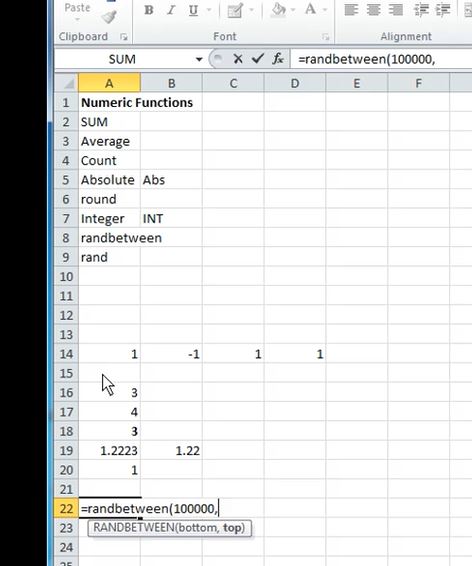 Paste
B I U A
Clipboard Font Alignment
SUM fx =randbetween(100000,
A B C D E F
1 Numeric Functions
2 SUM
3 Average
4 Count
5 Absolute Abs
6 round
7 Integer INT
8 randbetween
9 rand
10
11
12
13
14 1 -1 1 1
15
16 3
17 4
18 3
19 1.2223 1.22
20 1
21
22 =randbetween(100000,
23 RANDBETWEEN(bottom, top)
24
25